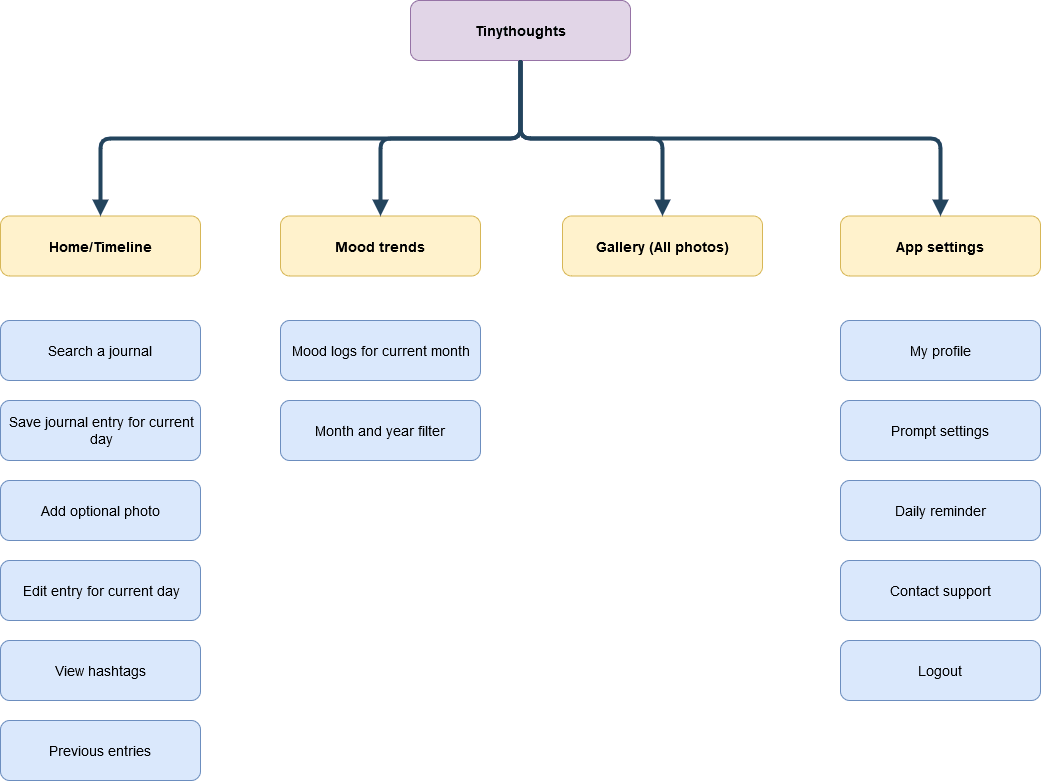 Tinythoughts
Home/Timeline
Mood trends
Gallery (All photos)
App settings
Search a journal
Mood logs for current month
My profile
Save journal entry for current
day
Month and year filter
Prompt settings
Add optional photo
Daily reminder
Edit entry for current day
Contact support
View hashtags
Logout
Previous entries